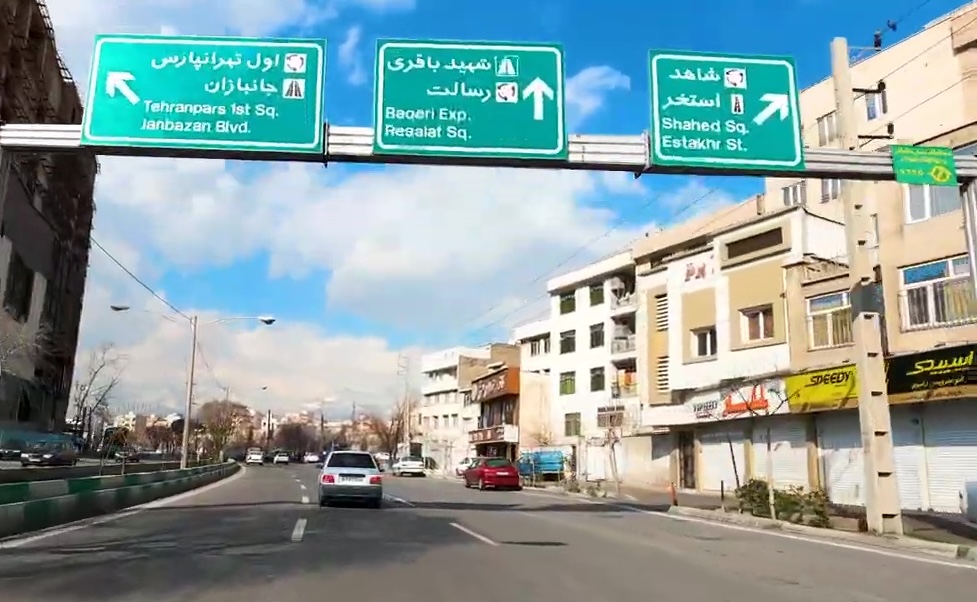 اول تهرانپارس
جانبازان
Tehranpars 1st Sq.
Janbazan Blvd.
شهید باقری
رسالت
Baqeri Exp.
Resalat Sq.
شاهد
استخر
Shahed Sq.
Estakhr St.
SPEEDY
اسپیدی